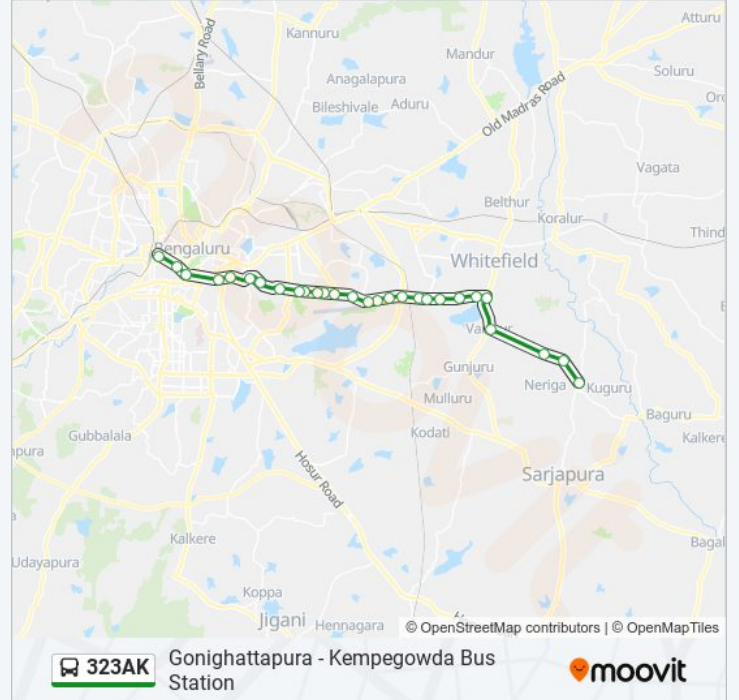 Atturu
Kannuru
Bellary Road
Mandur
Soluru
Anagalapura
Bileshivale
Aduru
Old Madras Road
Vagata
Belthur
Koralur
Thind
Bengaluru
Whitefield
Gunjuru
Neriga
Kuguru
Mulluru
Baguru
Kodati
Gubbalala
Kalkere
Hosur Road
Sarjapura
Kalkere
Bagal
Udayapura
Koppa
Jigani
Hennagara
© OpenStreetMap contributors | © OpenMapTiles
323AK
Gonighattapura - Kempegowda Bus
Station
moovit